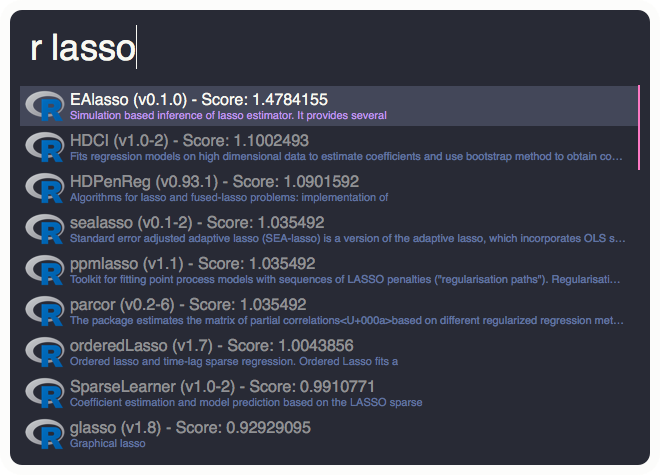 r lasso
EAlasso (v0.1.0) - Score: 1.4784155
Simulation based inference of lasso estimator. It provides several
HDCI (v1.0-2) - Score: 1.1002493
Fits regression models on high dimensional data to estimate coefficients and use bootstrap method to obtain co…
HDPenReg (v0.93.1) - Score: 1.0901592
Algorithms for lasso and fused-lasso problems: implementation of
sealasso (v0.1-2) - Score: 1.035492
Standard error adjusted adaptive lasso (SEA-lasso) is a version of the adaptive lasso, which incorporates OLS s…
ppmlasso (v1.1) - Score: 1.035492
Toolkit for fitting point process models with sequences of LASSO penalties ("regularisation paths"). Regularisati…
parcor (v0.2-6) - Score: 1.035492
The package estimates the matrix of partial correlations<U+000a>based on different regularized regression met…
orderedLasso (v1.7) - Score: 1.0043856
Ordered lasso and time-lag sparse regression. Ordered Lasso fits a
SparseLearner (v1.0-2) - Score: 0.9910771
Coefficient estimation and model prediction based on the LASSO sparse
glasso (v1.8) - Score: 0.92929095
Graphical lasso